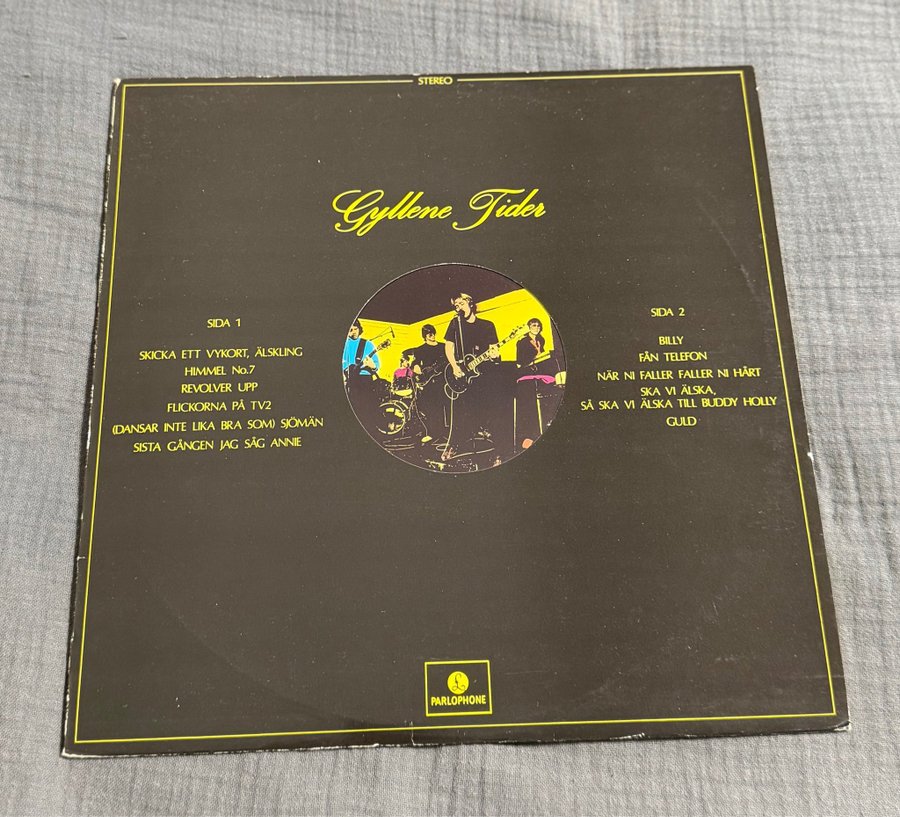 STEREO
Gyllene Tider
SIDA 1
SKICKA ETT VYKORT, ÄLSKLING
HIMMEL No.7
REVOLVER UPP
FLICKORNA PÅ TV2
(DANSAR INTE LIKA BRA SOM) SJÖMÄN
SISTA GÅNGEN JAG SÅG ANNIE
SIDA 2
BILLY
FÅN TELEFON
NÄR NI FALLER FALLER NI HÅRT
SKA VI ÄLSKA,
SÅ SKA VI ÄLSKA TILL BUDDY HOLLY
GULD
PARLOPHONE